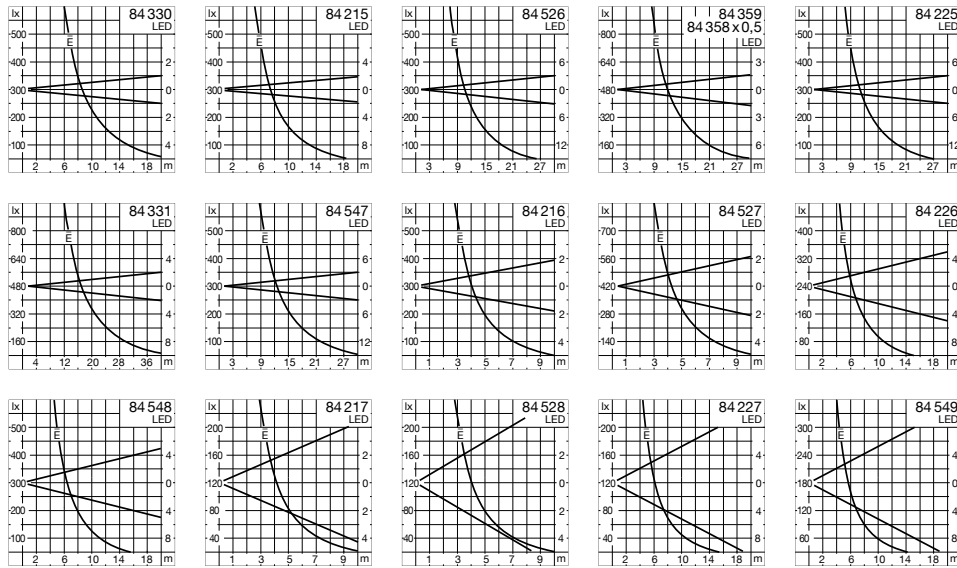 lx 84 330
LED
500 E
400 2
300 0
200 2
100 4
2 6 10 14 18 m
lx 84 215
LED
500 E
400 4
300 0
200 4
100 8
2 6 10 14 18 m
lx 84 526
LED
500 E
400 6
300 0
200 6
100 12
3 9 15 21 27 m
lx 84 359
84 358 x 0,5
800 E LED
640 3
480 0
320 3
160 6
3 9 15 21 27 m
lx 84 225
LED
500 E
400 6
300 0
200 6
100 12
3 9 15 21 27 m
lx 84 331
LED
800 E
640 4
480 0
320 4
160 8
4 12 20 28 36 m
lx 84 547
LED
500 E
400 6
300 0
200 6
100 12
3 9 15 21 27 m
lx 84 216
LED
500 E
400 2
300 0
200 2
100 4
1 3 5 7 9 m
lx 84 527
LED
700 E
560 2
420 0
280 2
140 4
1 3 5 7 9 m
lx 84 226
LED
400 E
320 4
240 0
160 4
80 8
2 6 10 14 18 m
lx 84 548
LED
500 E
400 4
300 0
200 4
100 8
2 6 10 14 18 m
lx 84 217
LED
200 E
160 2
120 0
80 2
40 4
1 3 5 7 9 m
lx 84 528
LED
200 E
160 2
120 0
80 2
40 4
1 3 5 7 9 m
lx 84 227
LED
200 E
160 4
120 0
80 4
40 8
2 6 10 14 18 m
lx 84 549
LED
300 E
240 4
180 0
120 4
60 8
2 6 10 14 18 m